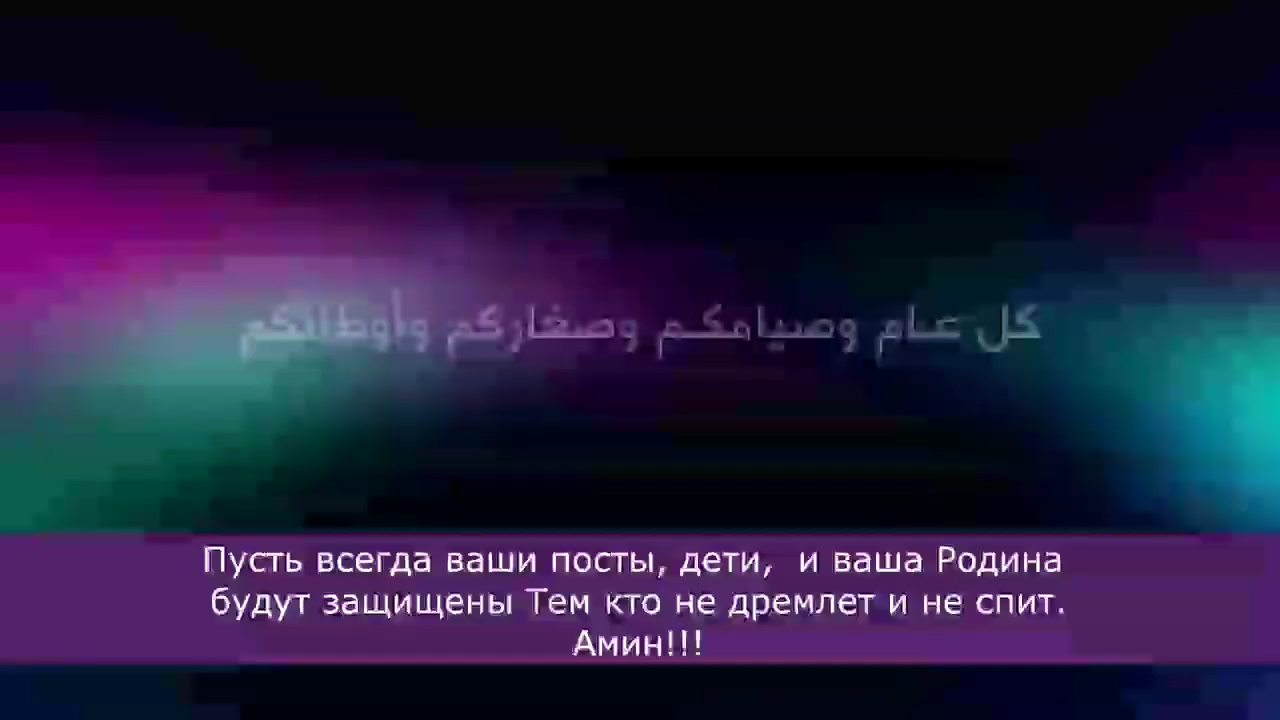 كل عام وصيامكم وصغاركم وأوطانكم
Пусть всегда ваши посты, дети,  и ваша Родина
будут защищены Тем кто не дремлет и не спит.
Амин!!!